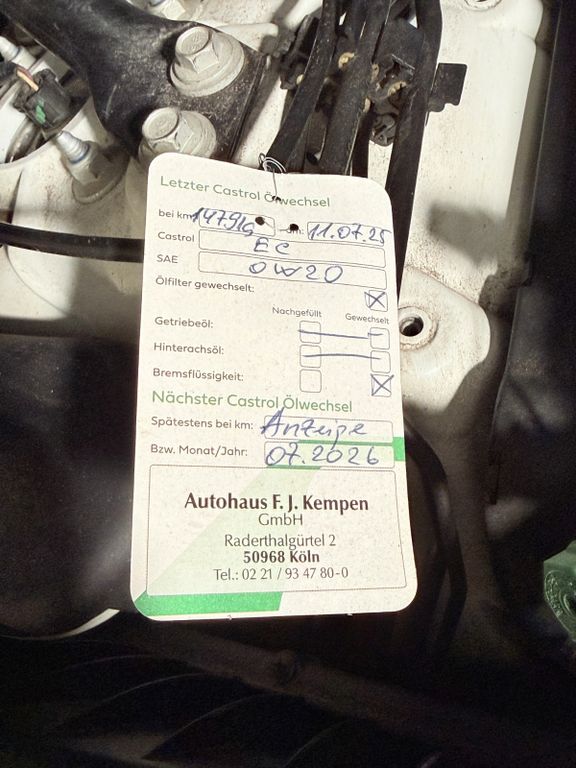 Letzter Castrol Ölwechsel
bei km 147916 am: 11.07.25
Castrol EC
SAE 0W20
Ölfilter gewechselt:
Nachgefüllt Gewechselt
Getriebeöl:
Hinterachsöl:
Bremsflüssigkeit:
Nächster Castrol Ölwechsel
Spätestens bei km: Anzeige
Bzw. Monat/Jahr: 07.2026
Autohaus F. J. Kempen
GmbH
Raderthalgürtel 2
50968 Köln
Tel.: 02 21 / 93 47 80-0